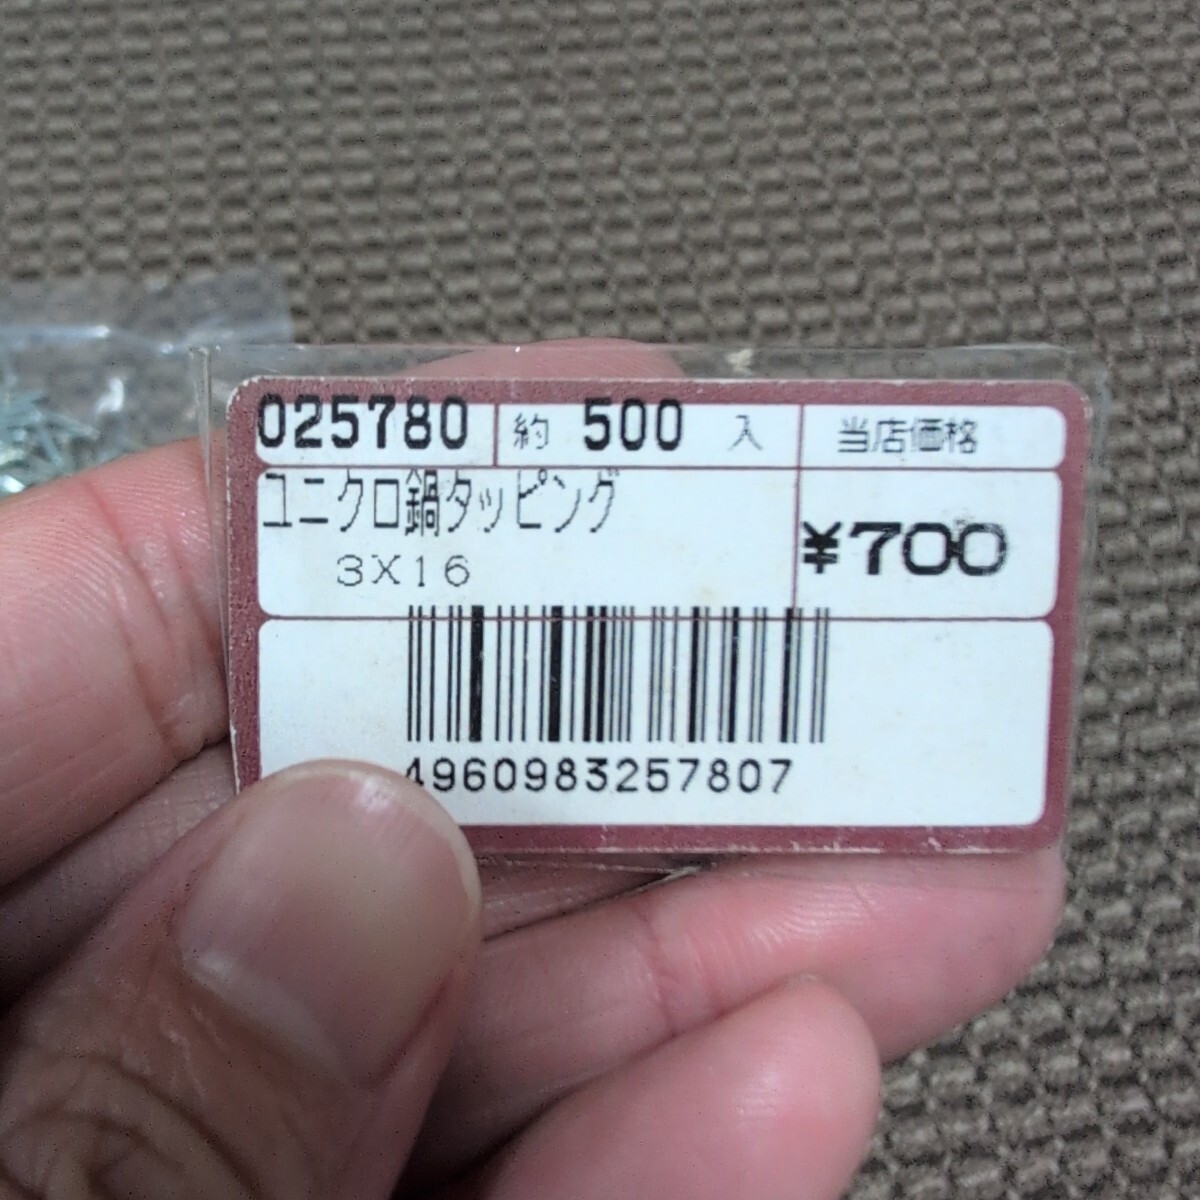 025780 約 500 入 当店価格
ユニクロ鍋タッピング
3X16
¥700
4960983257807